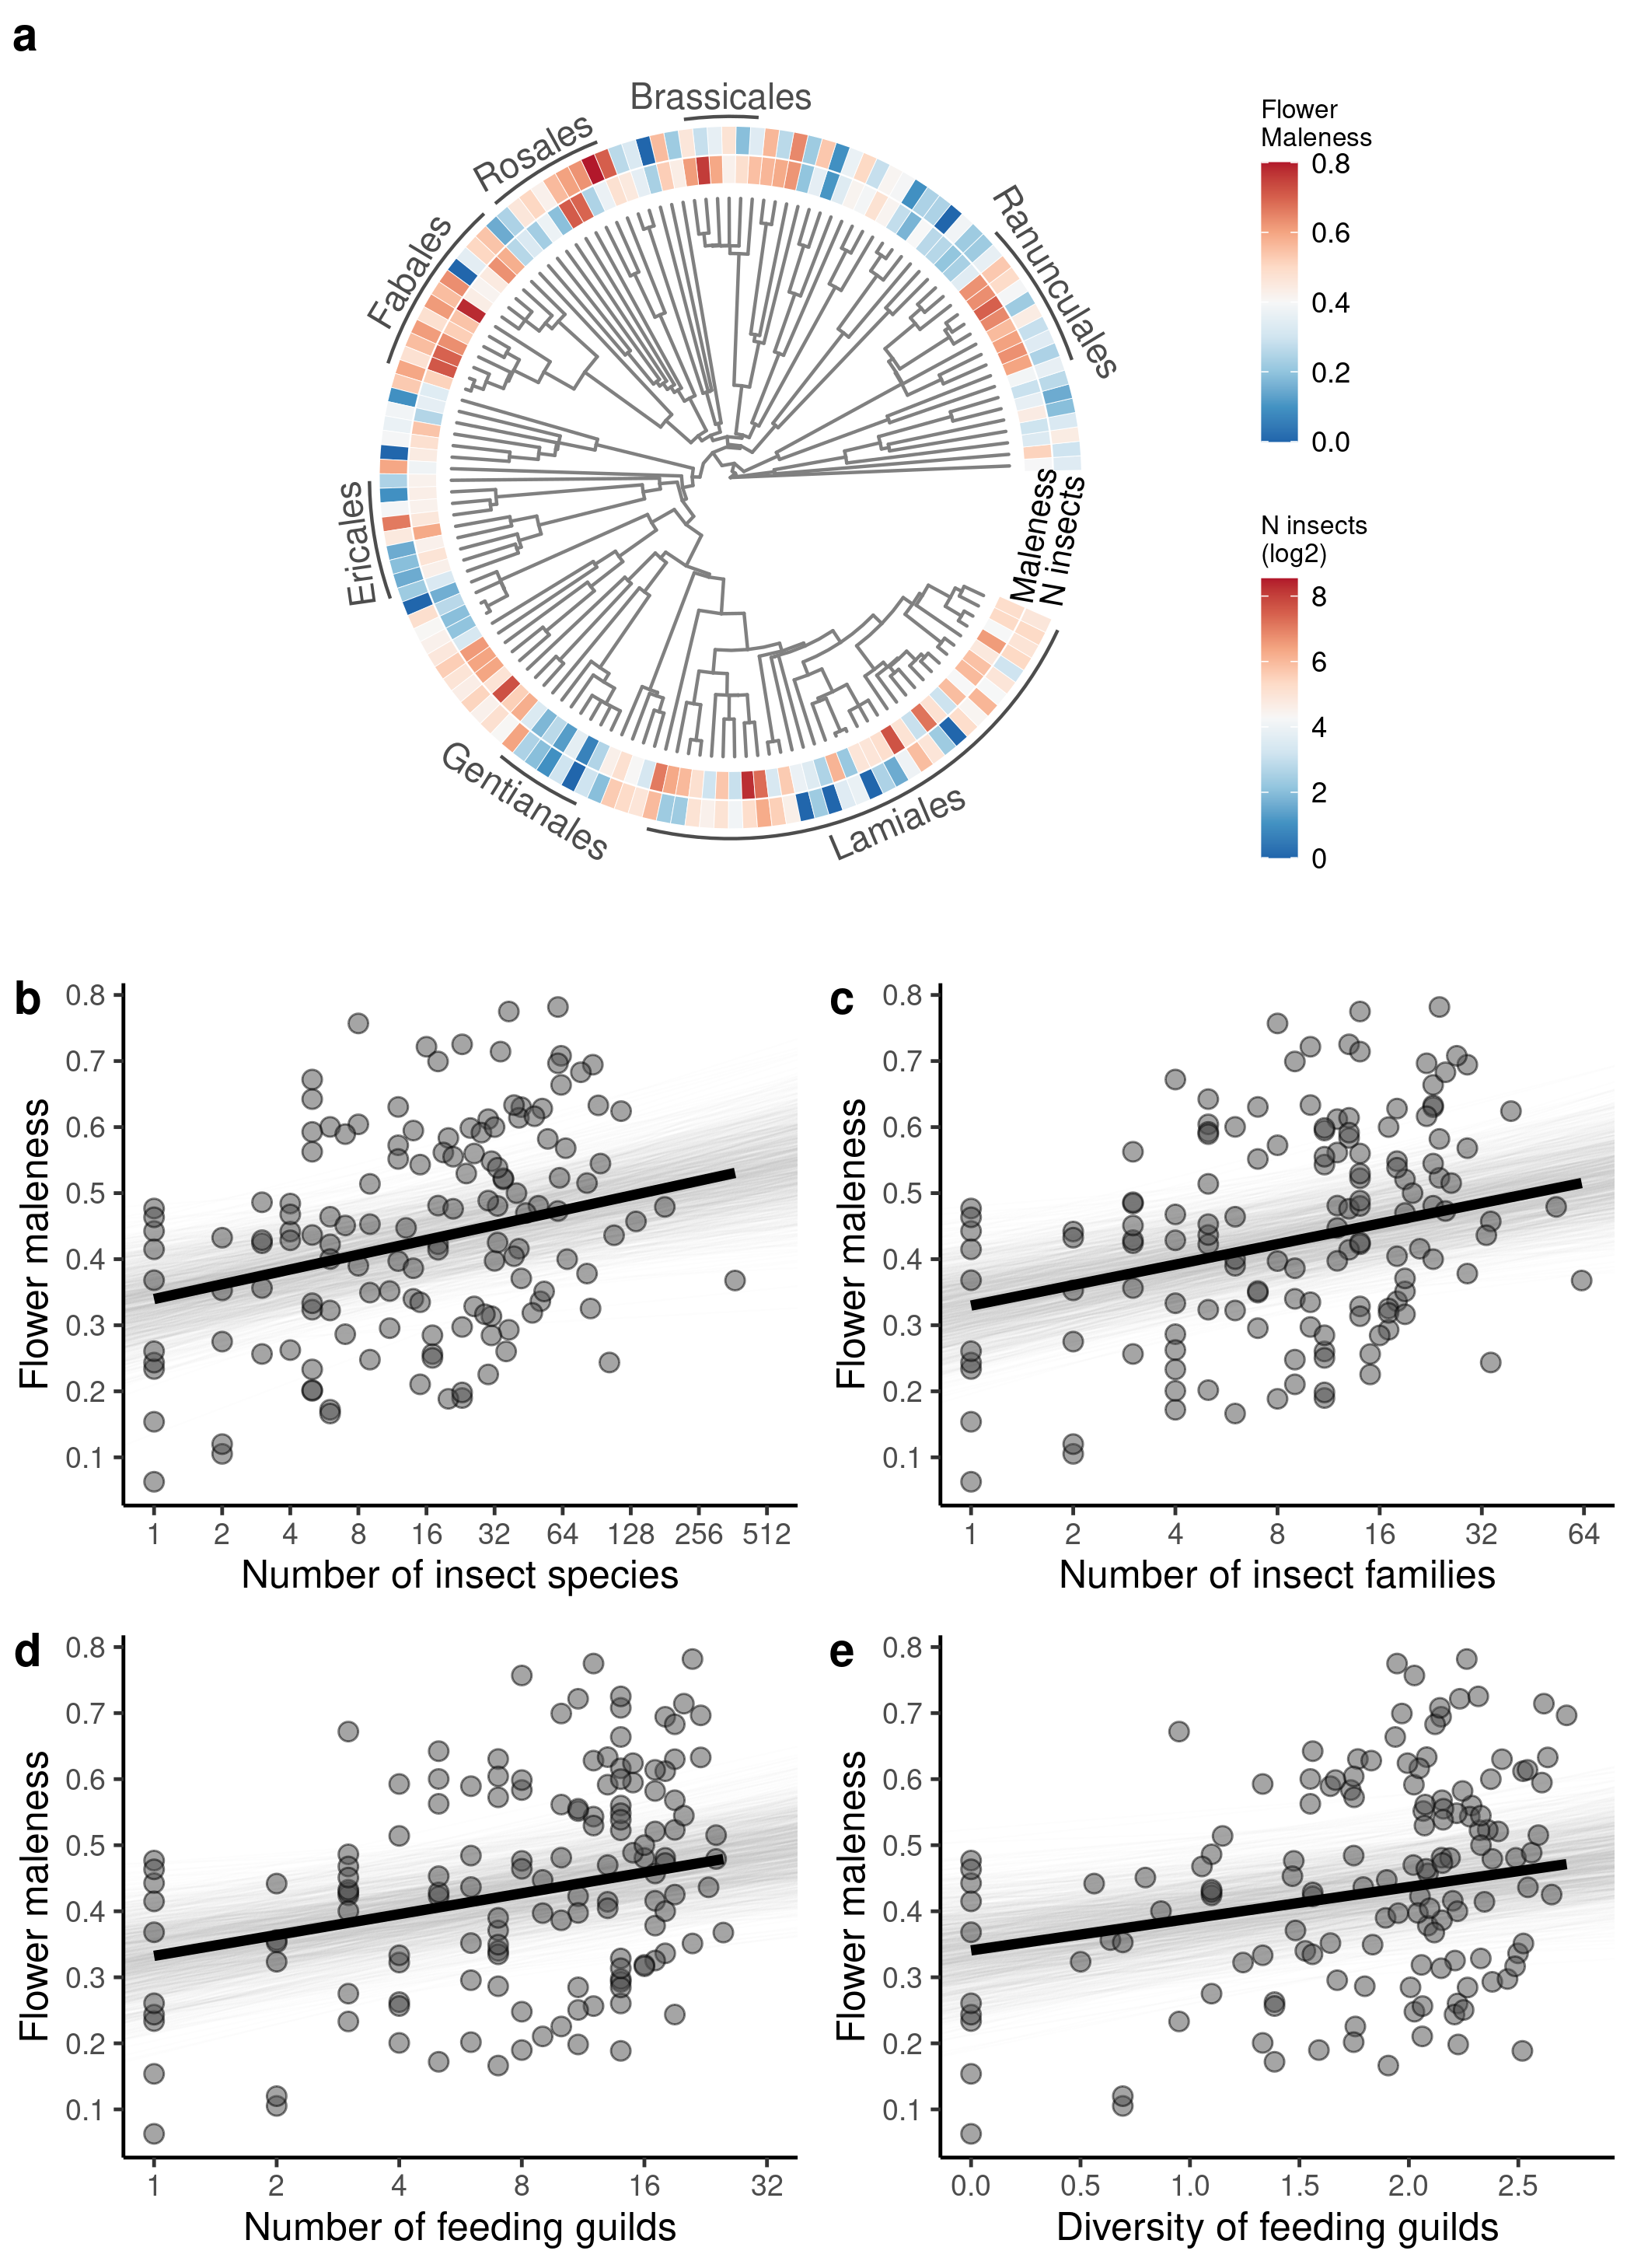 a
Brassicales
Rosales
Fabales
Ranunculales
Ericales
Gentianales
Lamiales
Maleness
N insects
Flower
Maleness
0.8
0.6
0.4
0.2
0.0
N insects
(log2)
8
6
4
2
0
b
Flower maleness
0.8
0.7
0.6
0.5
0.4
0.3
0.2
0.1
1 2 4 8 16 32 64 128 256 512
Number of insect species
c
Flower maleness
0.8
0.7
0.6
0.5
0.4
0.3
0.2
0.1
1 2 4 8 16 32 64
Number of insect families
d
Flower maleness
0.8
0.7
0.6
0.5
0.4
0.3
0.2
0.1
1 2 4 8 16 32
Number of feeding guilds
e
Flower maleness
0.8
0.7
0.6
0.5
0.4
0.3
0.2
0.1
0.0 0.5 1.0 1.5 2.0 2.5
Diversity of feeding guilds